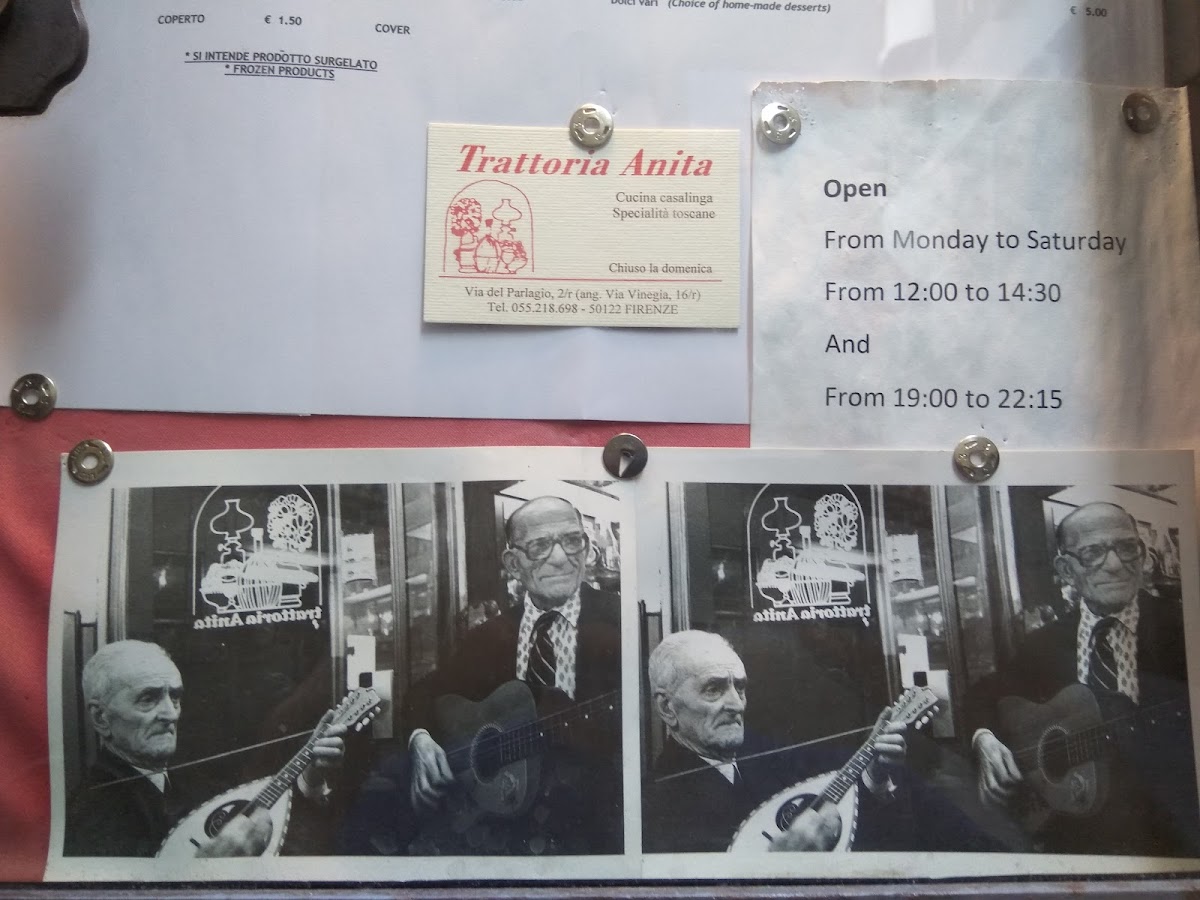 Dolci vari (Choice of home-made desserts)
€ 5.00
COPERTO € 1.50 COVER
* SI INTENDE PRODOTTO SURGELATO
* FROZEN PRODUCTS
Trattoria Anita
Cucina casalinga
Specialità toscane
Chiuso la domenica
Via del Parlagio, 2/r (ang. Via Vinegia, 16/r)
Tel. 055.218.698 - 50122 FIRENZE
Open
From Monday to Saturday
From 12:00 to 14:30
And
From 19:00 to 22:15
trattoria Anita
trattoria Anita